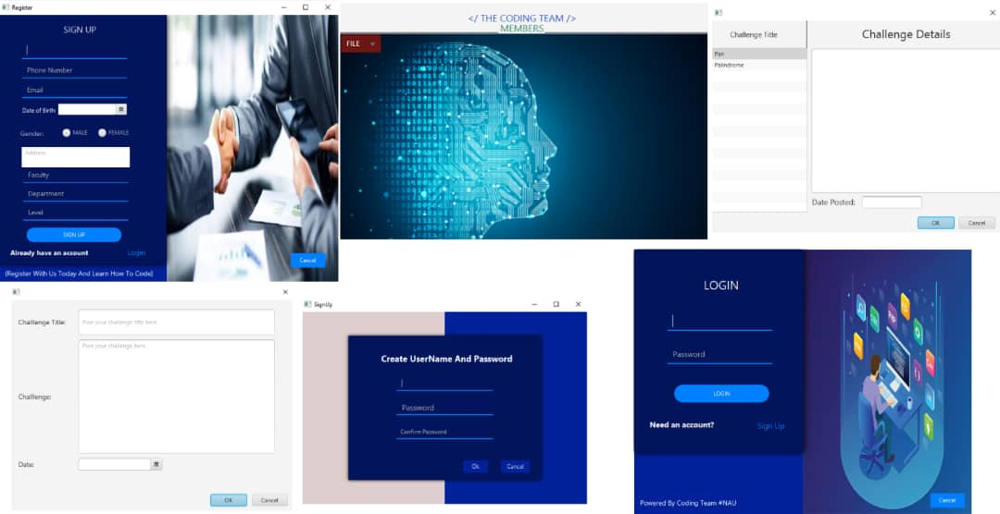 Register
SIGN UP
Phone Number
Email
Date of Birth:
Gender: MALE FEMALE
Address
Faculty
Department
Level
SIGN UP
Already have an account Login
(Register With Us Today And Learn How To Code)
Cancel
</ THE CODING TEAM />
MEMBERS
FILE
Challenge Title
Pan
Palindrome
Challenge Details
Date Posted:
OK Cancel
Challenge Title: Post your challenge title here
Challenge: Post your challenge here
Date:
OK Cancel
SignUp
Create UserName And Password
Password
Confirm Password
Ok Cancel
LOGIN
Password
LOGIN
Need an account? Sign Up
Powered By Coding Team #NAU
PHP
Cancel